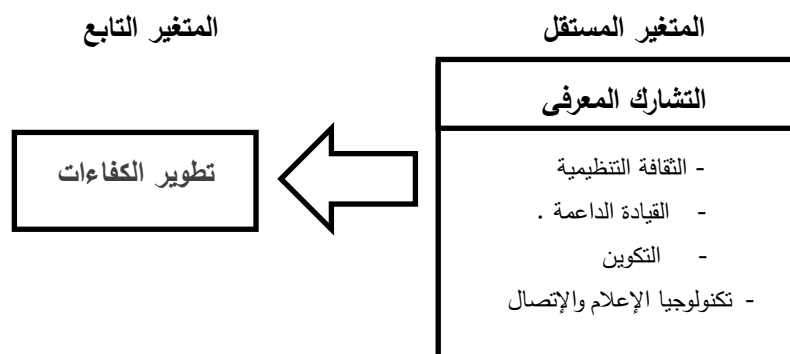 المتغير المستقل
المتغير التابع
التشارك المعرفى
- الثقافة التنظيمية
- القيادة الداعمة .
- التكوين
- تكنولوجيا الإعلام والإتصال
تطوير الكفاءات